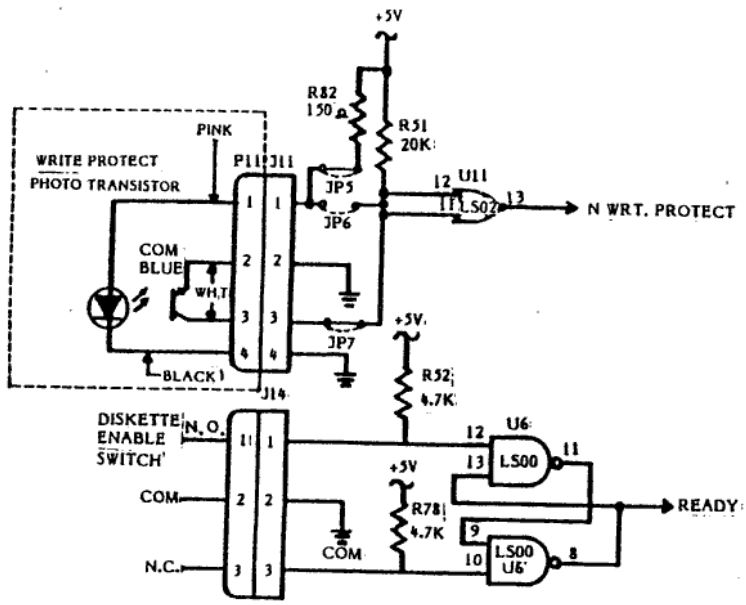 +5V
R82
150Ω
R51
20K
PINK
WRITE PROTECT
PHOTO TRANSISTOR
P11 J11
U11
JP5
12
1 1
11 LS02 13
N WRT. PROTECT
JP6
COM
BLUE
2 2
WH,T
3 3
JP7
4 4
BLACK
+5V
J14
R52
4.7K
DISKETTE
ENABLE
SWITCH
N.O.
1 1
12
U6
11
13
LS00
+5V
COM
2 2
R78
4.7K
READY
COM
9
LS00
U6
8
N.C.
3 3
10